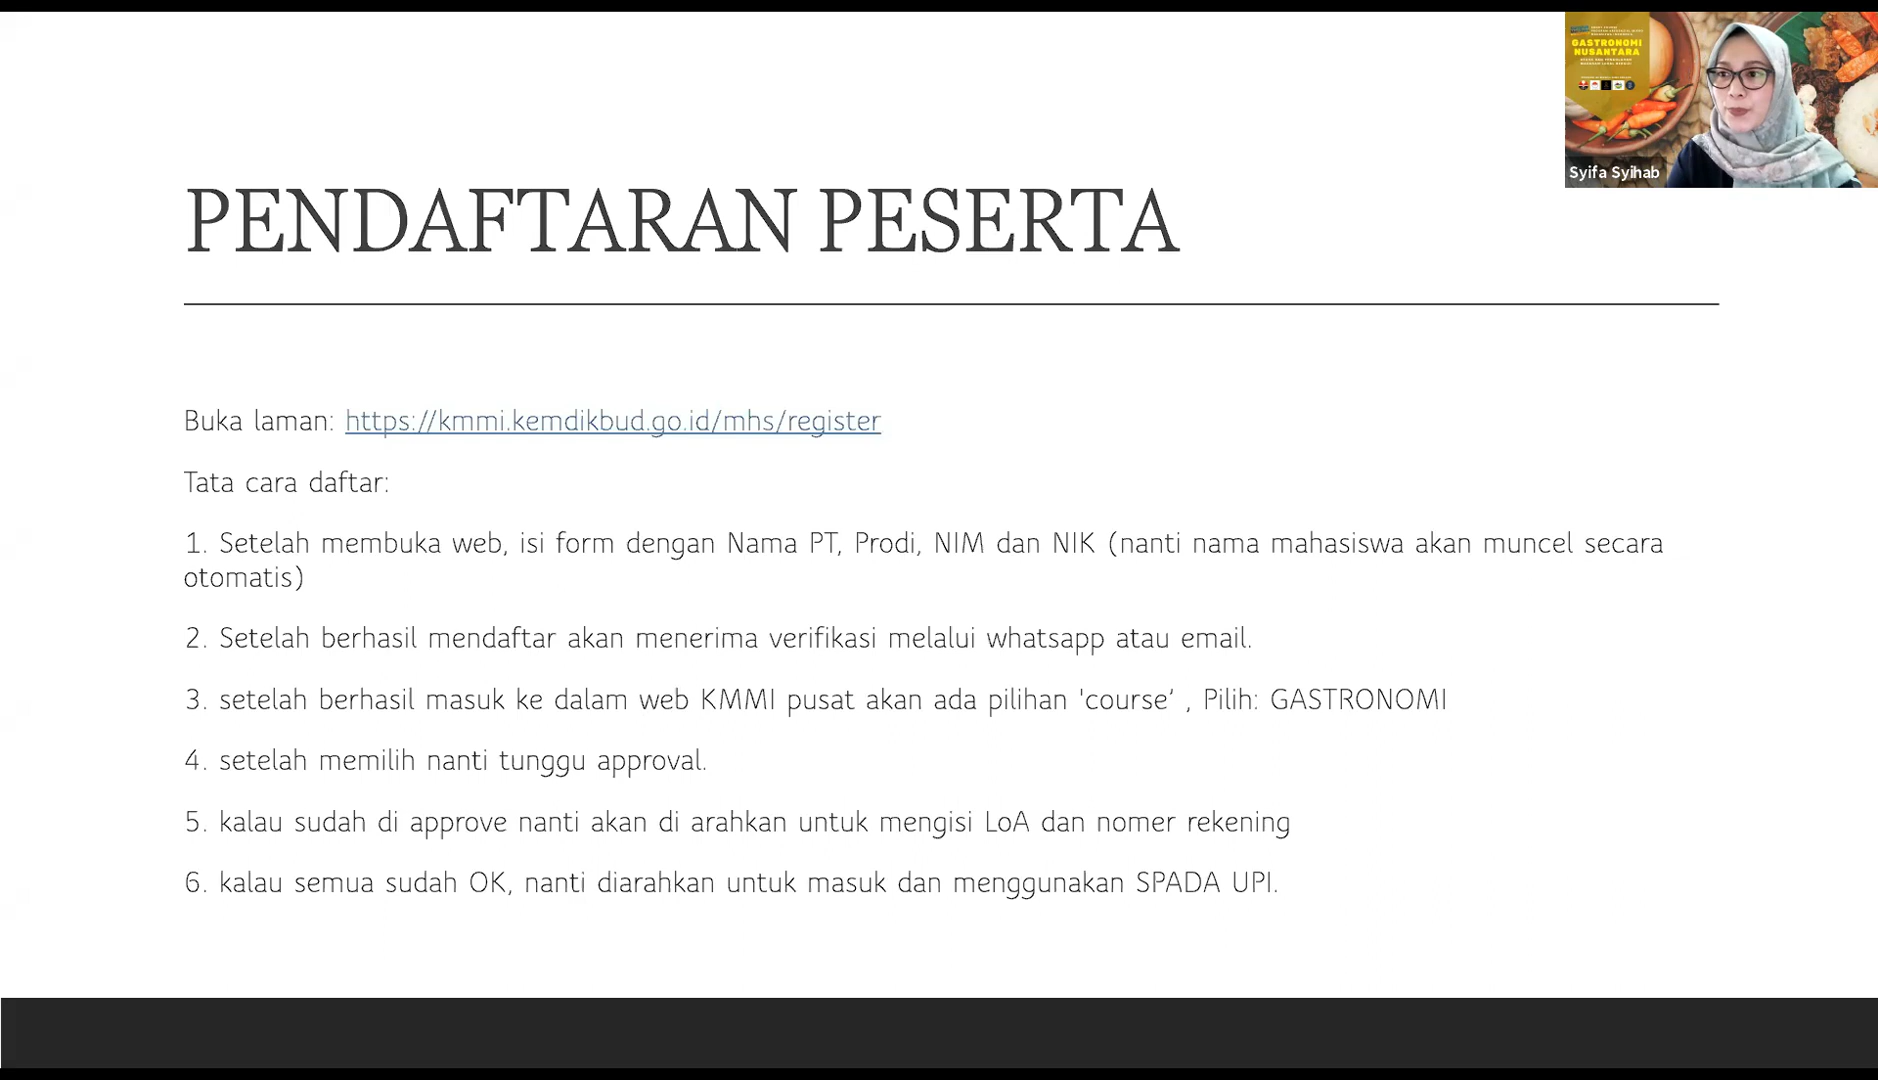 GASTRONOMI
NUSANTARA
Syifa Syihab
PENDAFTARAN PESERTA
Buka laman: https://kmmi.kemdikbud.go.id/mhs/register
Tata cara daftar:
1. Setelah membuka web, isi form dengan Nama PT, Prodi, NIM dan NIK (nanti nama mahasiswa akan muncel secara
otomatis)
2. Setelah berhasil mendaftar akan menerima verifikasi melalui whatsapp atau email.
3. setelah berhasil masuk ke dalam web KMMI pusat akan ada pilihan 'course’ , Pilih: GASTRONOMI
4. setelah memilih nanti tunggu approval.
5. kalau sudah di approve nanti akan di arahkan untuk mengisi LoA dan nomer rekening
6. kalau semua sudah OK, nanti diarahkan untuk masuk dan menggunakan SPADA UPI.